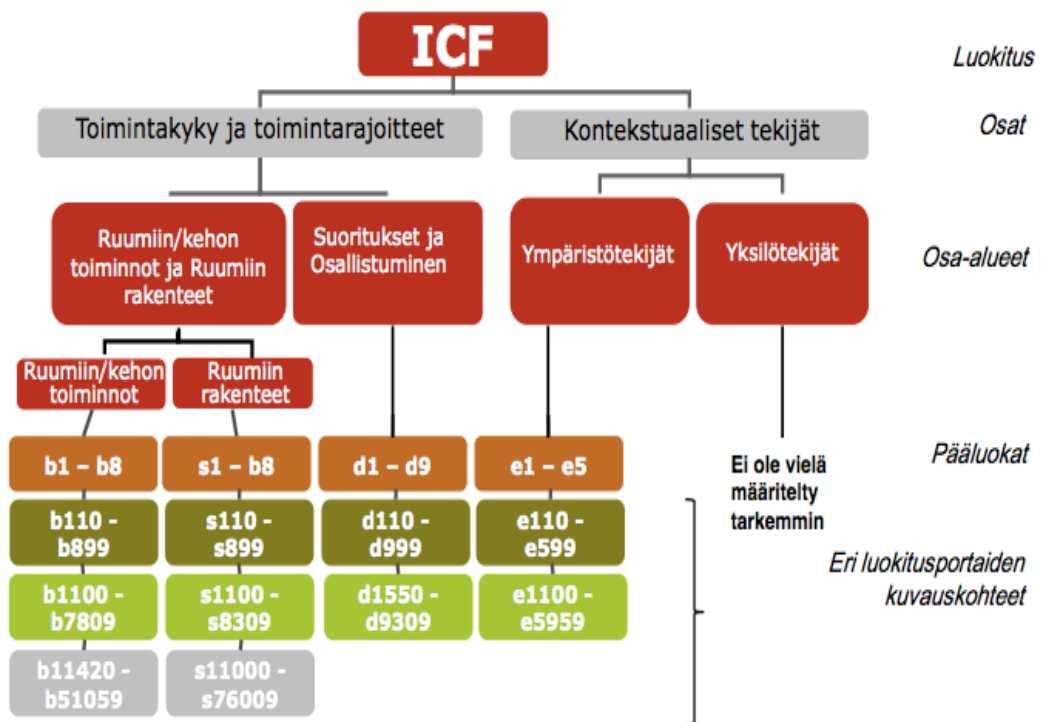 ICF
Luokitus
Toimintakyky ja toimintarajoitteet
Kontekstuaaliset tekijät
Osat
Ruumiin/kehon
toiminnot ja Ruumiin
rakenteet
Suoritukset ja
Osallistuminen
Ympäristötekijät
Yksilötekijät
Osa-alueet
Ruumiin/kehon
toiminnot
Ruumiin
rakenteet
b1 – b8
s1 – b8
d1 – d9
e1 – e5
Ei ole vielä
määritelty
tarkemmin
Pääluokat
b110 -
b899
s110 -
s899
d110 -
d999
e110 -
e599
Eri luokitusportaiden
kuvauskohteet
b1100 -
b7809
s1100 -
s8309
d1550 -
d9309
e1100 -
e5959
b11420 -
b51059
s11000 -
s76009